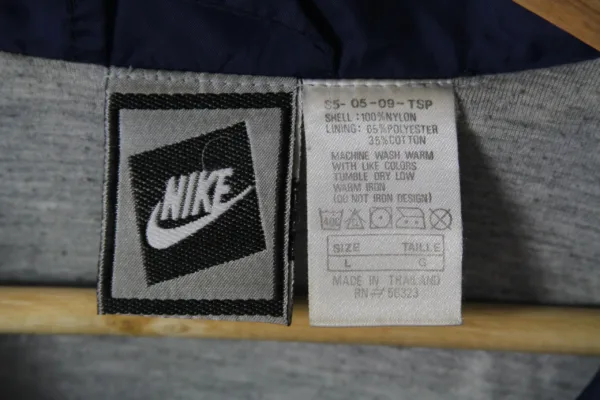 NIKE
S5-05-09-TSP
SHELL: 100%NYLON
LINING: 65%POLYESTER
35%COTTON
MACHINE WASH WARM
WITH LIKE COLORS
TUMBLE DRY LOW
WARM IRON
(DO NOT IRON DESIGN)
SIZE TAILLE
L G
MADE IN THAILAND
RN# 56323